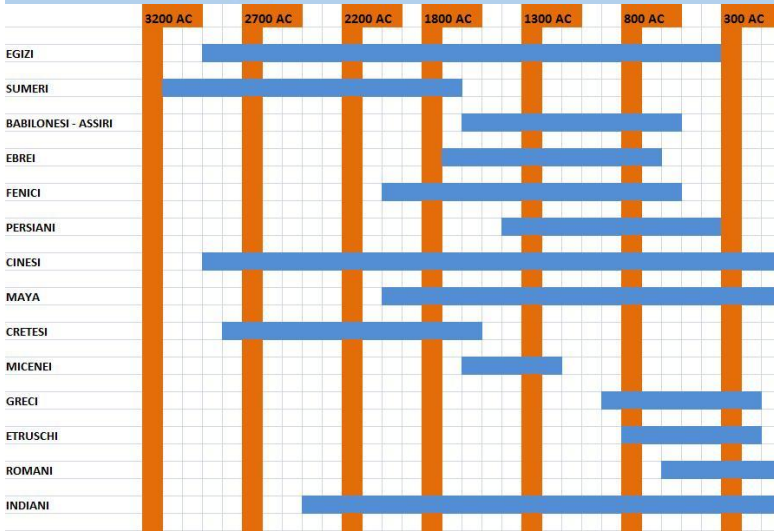 3200 AC 2700 AC 2200 AC 1800 AC 1300 AC 800 AC 300 AC
EGIZI
SUMERI
BABILONESI - ASSIRI
EBREI
FENICI
PERSIANI
CINESI
MAYA
CRETESI
MICENEI
GRECI
ETRUSCHI
ROMANI
INDIANI